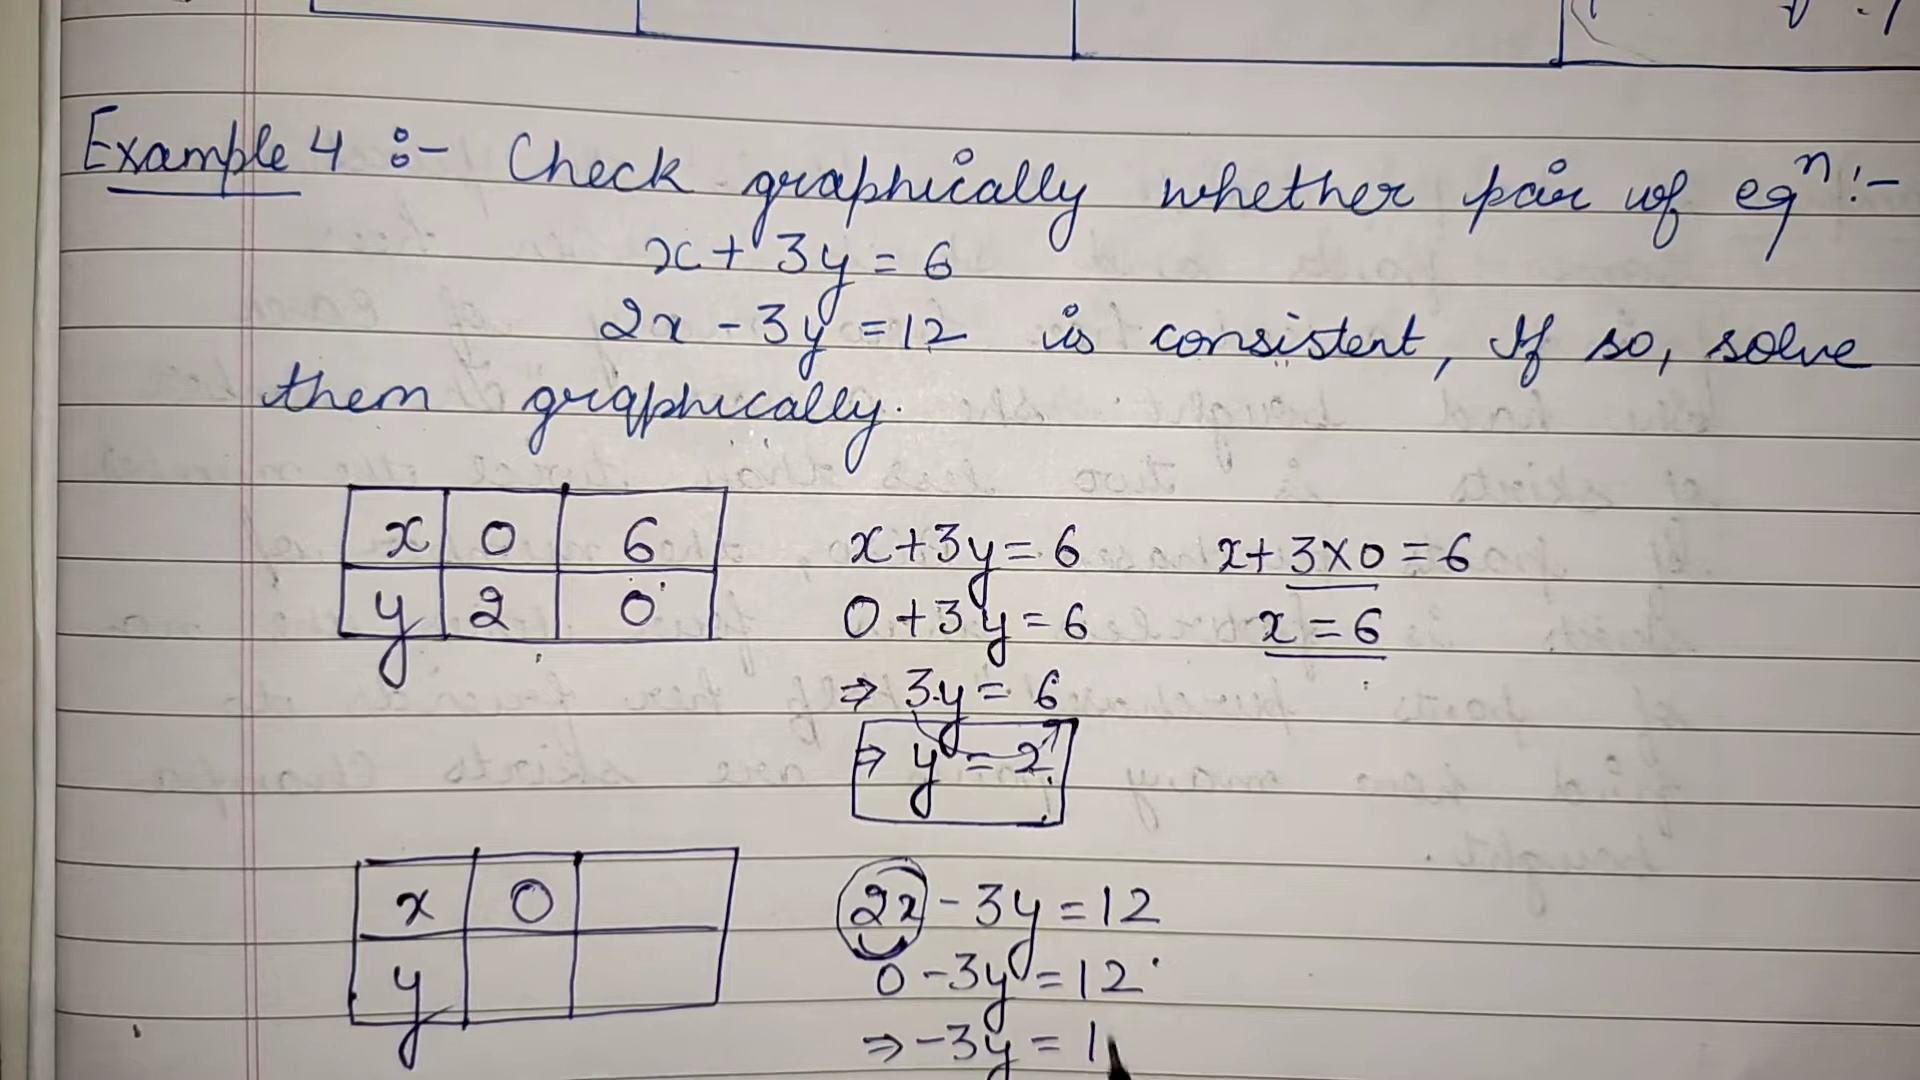 Example 4 :- Check graphically whether pair of eqⁿ :-
x + 3y = 6
2x - 3y = 12 is consistent, If so, solve
them graphically.
x 0 6
y 2 0
x + 3y = 6
0 + 3y = 6
⇒ 3y = 6
⇒ y = 2
x + 3×0 = 6
x = 6
x 0
y
2x - 3y = 12
0 - 3y = 12
⇒ -3y = 1